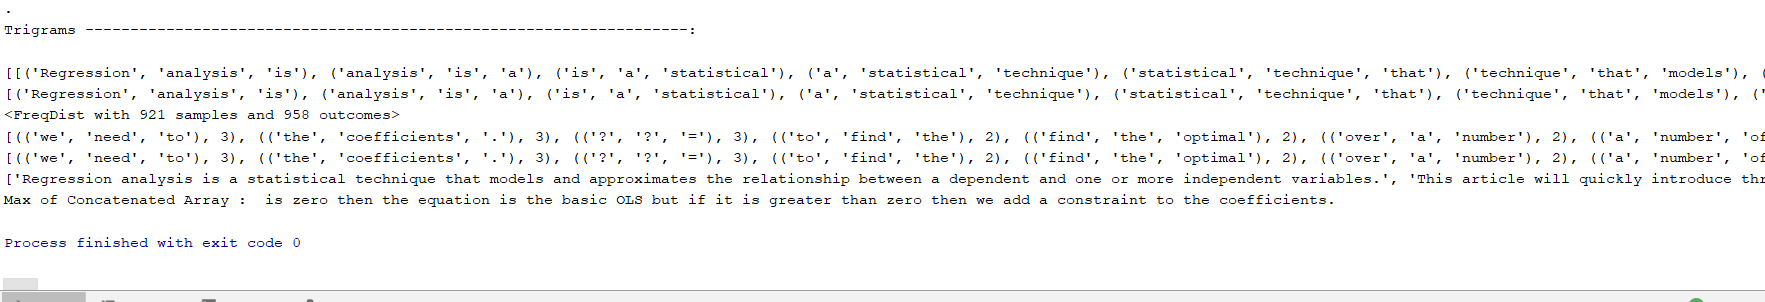 .
Trigrams -------------------------------------------------------------------:
[[('Regression', 'analysis', 'is'), ('analysis', 'is', 'a'), ('is', 'a', 'statistical'), ('a', 'statistical', 'technique'), ('statistical', 'technique', 'that'), ('technique', 'that', 'models'), (
[('Regression', 'analysis', 'is'), ('analysis', 'is', 'a'), ('is', 'a', 'statistical'), ('a', 'statistical', 'technique'), ('statistical', 'technique', 'that'), ('technique', 'that', 'models'), ('
<FreqDist with 921 samples and 958 outcomes>
[(('we', 'need', 'to'), 3), (('the', 'coefficients', '.'), 3), (('?', '?', '='), 3), (('to', 'find', 'the'), 2), (('find', 'the', 'optimal'), 2), (('over', 'a', 'number'), 2), (('a', 'number', 'of
[(('we', 'need', 'to'), 3), (('the', 'coefficients', '.'), 3), (('?', '?', '='), 3), (('to', 'find', 'the'), 2), (('find', 'the', 'optimal'), 2), (('over', 'a', 'number'), 2), (('a', 'number', 'of
['Regression analysis is a statistical technique that models and approximates the relationship between a dependent and one or more independent variables.', 'This article will quickly introduce thr
Max of Concatenated Array :  is zero then the equation is the basic OLS but if it is greater than zero then we add a constraint to the coefficients.
Process finished with exit code 0